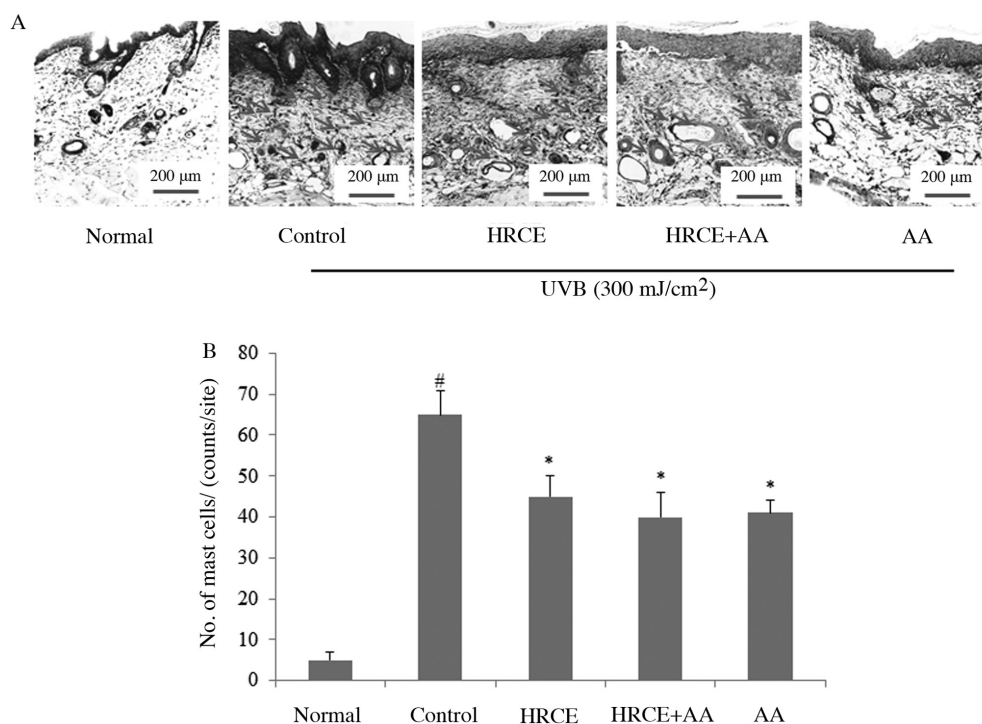 A
200 μm 200 μm 200 μm 200 μm 200 μm
Normal Control HRCE HRCE+AA AA
UVB (300 mJ/cm²)
B
No. of mast cells/ (counts/site)
80
70
60
50
40
30
20
10
0
#
*
*
*
Normal Control HRCE HRCE+AA AA